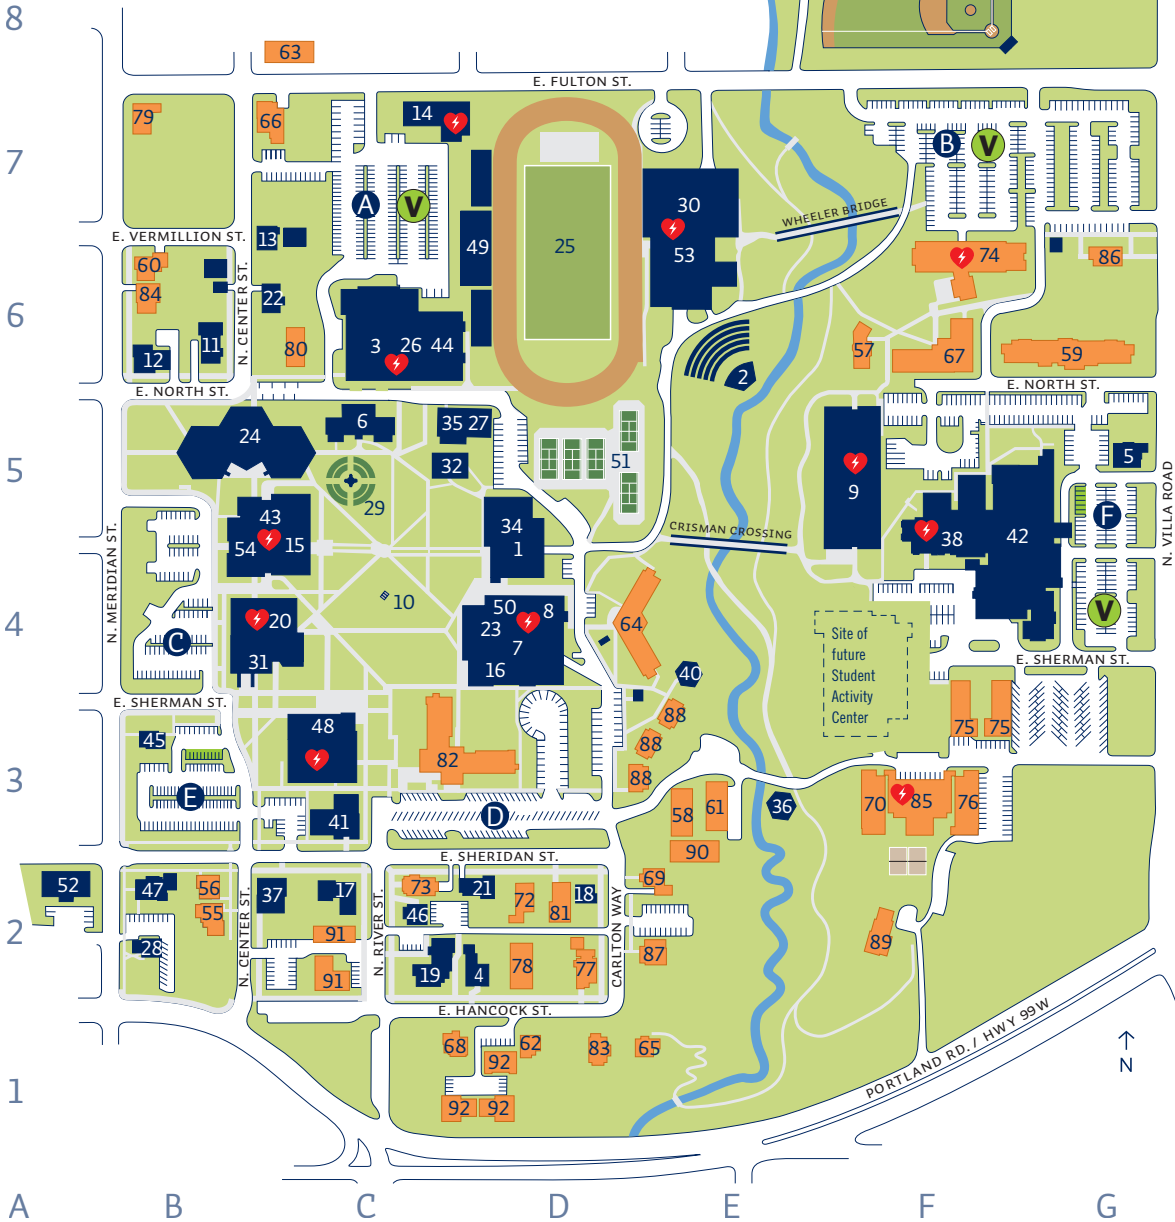 8
63
E. FULTON ST.
79
66
14
7
A
V
B
V
30
WHEELER BRIDGE
E. VERMILLION ST.
13
49
25
53
74
86
60
84
22
N. CENTER ST.
6
11
12
80
3 26 44
2
57
67
59
E. NORTH ST.
E. NORTH ST.
24
6
35 27
32
51
5
29
9
5
N. VILA ROAD
43
54 15
34
1
CRISMAN CROSSING
38
42
F
N. MERIDIAN ST.
10
20
31
50
8
23
7
16
64
4
C
V
Site of
future
Student
Activity
Center
E. SHERMAN ST.
40
E. SHERMAN ST.
45
48
82
88
88
88
75 75
3
E
41
D
58
61
36
70
85
76
90
E. SHERIDAN ST.
52
47
56
55
37
17
73
21
72
81
18
69
46
2
28
N. CENTER ST.
91
91
N. RIVER ST.
19
4
78
77
CARLTON WAY
87
89
E. HANCOCK ST.
PORTLAND RD. / HWY 99W
N
68
92
62
83
65
1
92 92
A B C D E F G